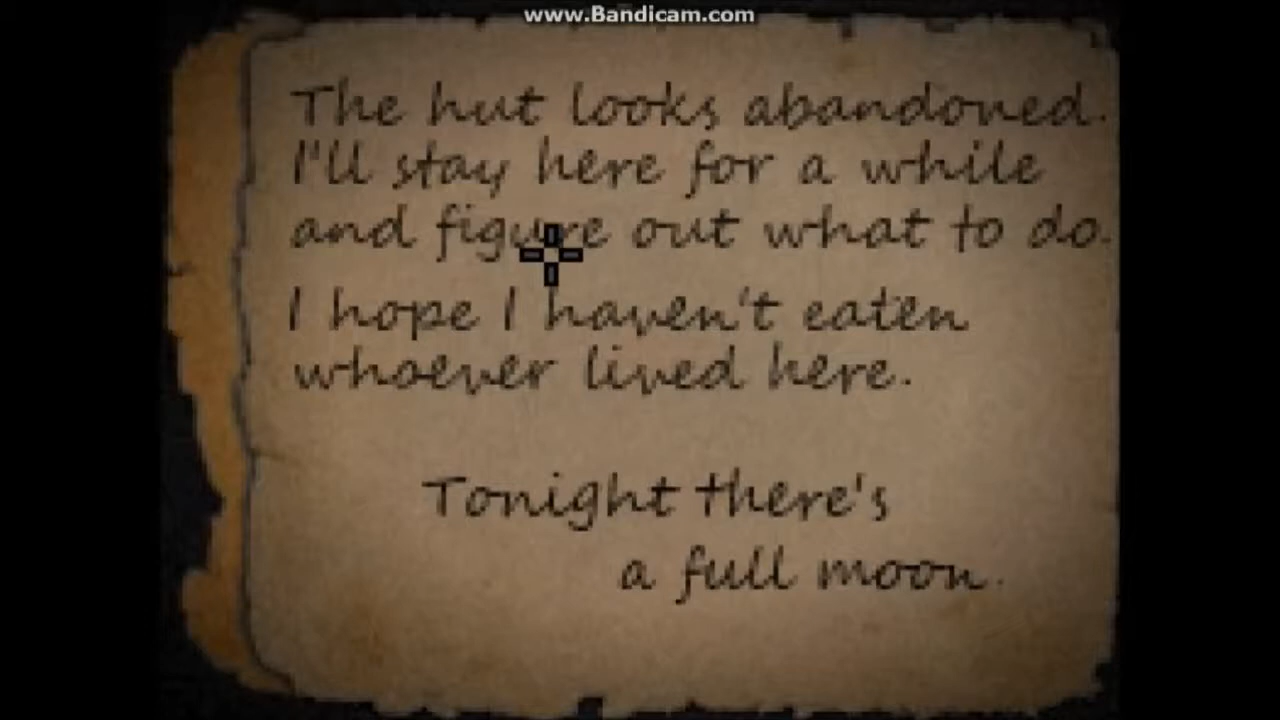 www.Bandicam.com
The hut looks abandoned.
I'll stay here for a while
and figure out what to do.
I hope I haven't eaten
whoever lived here.
Tonight there's
a full moon.